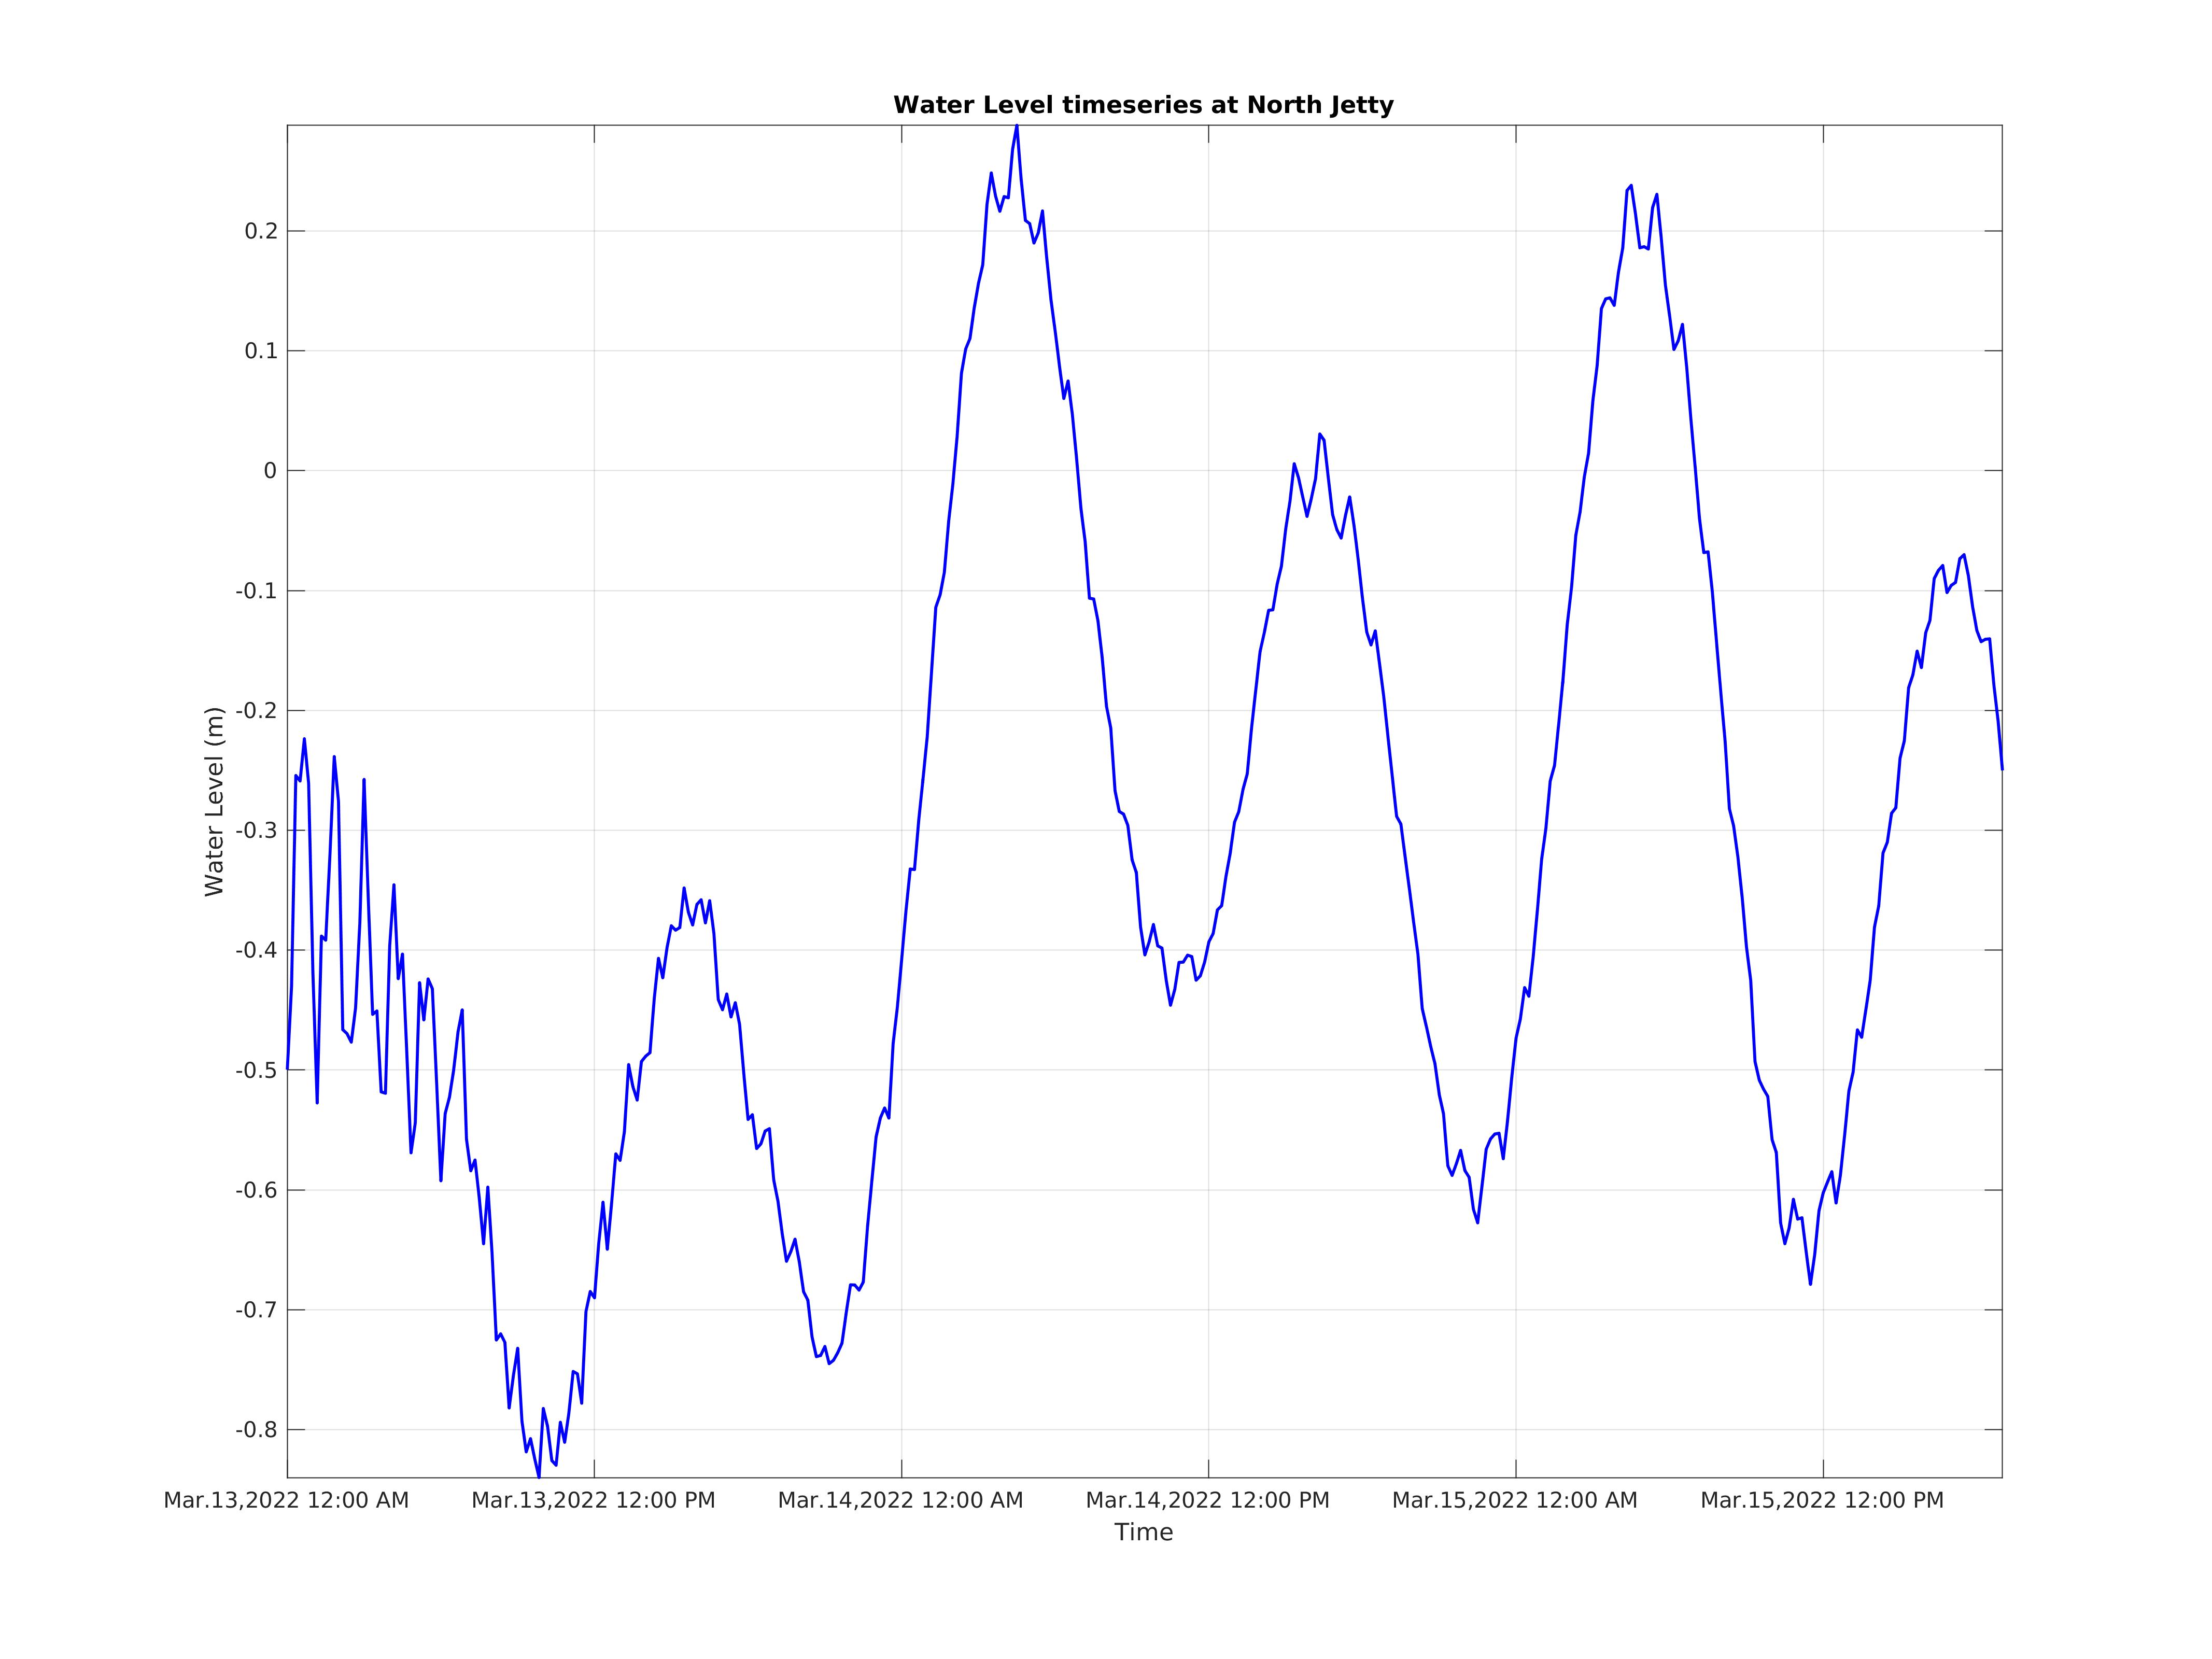 Water Level timeseries at North Jetty
Water Level (m)
0.2
0.1
0
-0.1
-0.2
-0.3
-0.4
-0.5
-0.6
-0.7
-0.8
Mar.13,2022 12:00 AM Mar.13,2022 12:00 PM Mar.14,2022 12:00 AM Mar.14,2022 12:00 PM Mar.15,2022 12:00 AM Mar.15,2022 12:00 PM
Time